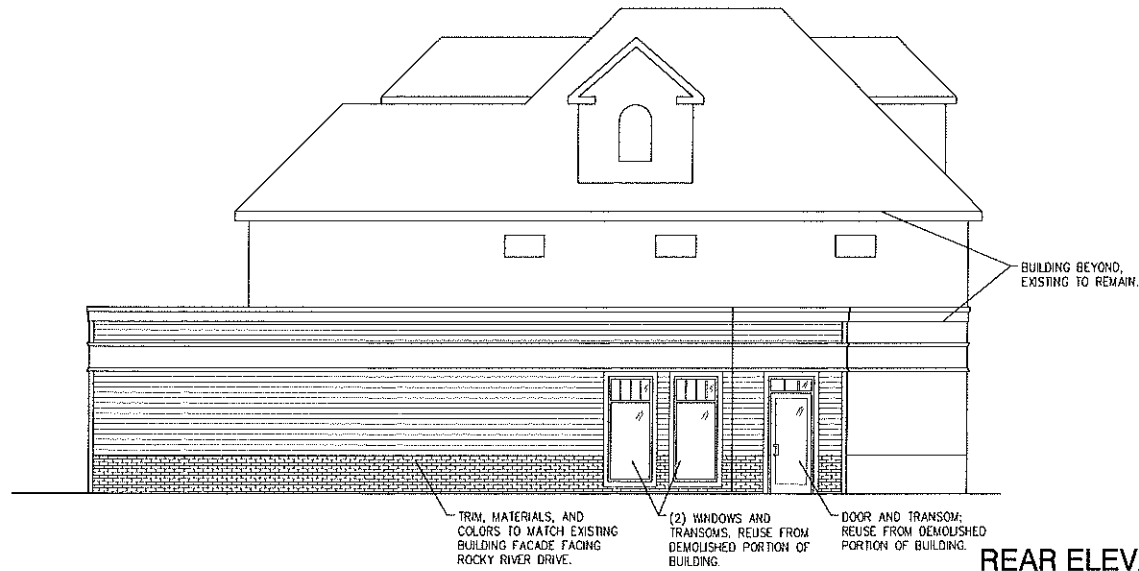 BUILDING BEYOND,
EXISTING TO REMAIN.
TRIM, MATERIALS, AND
COLORS TO MATCH EXISTING
BUILDING FACADE FACING
ROCKY RIVER DRIVE.
(2) WINDOWS AND
TRANSOMS, REUSE FROM
DEMOLISHED PORTION OF
BUILDING.
DOOR AND TRANSOM;
REUSE FROM DEMOLISHED
PORTION OF BUILDING.
REAR ELEV.